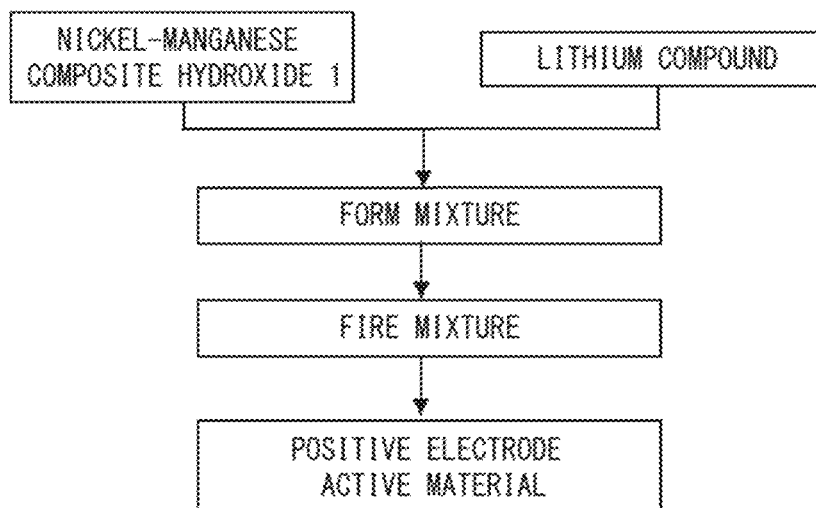 NICKEL-MANGANESE
COMPOSITE HYDROXIDE 1
LITHIUM COMPOUND
FORM MIXTURE
FIRE MIXTURE
POSITIVE ELECTRODE
ACTIVE MATERIAL